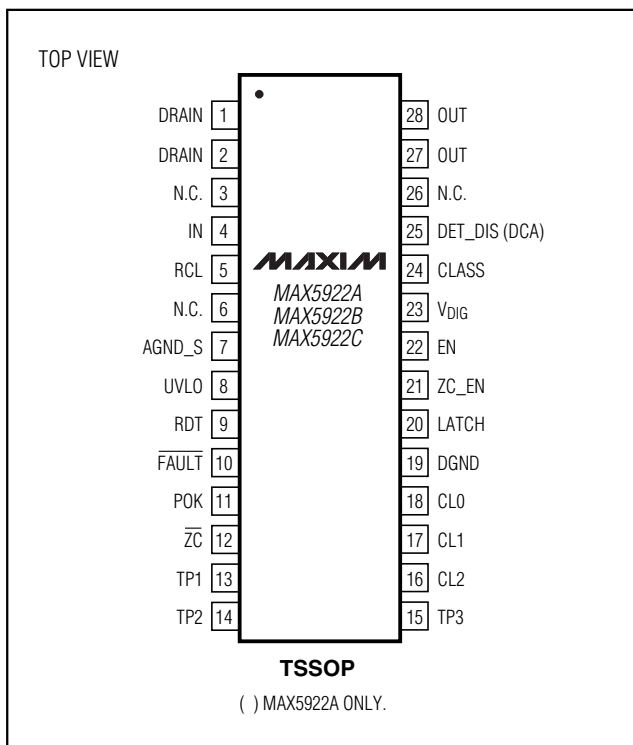 TOP VIEW
DRAIN 1
DRAIN 2
N.C. 3
IN 4
RCL 5
N.C. 6
AGND_S 7
UVLO 8
RDT 9
FAULT 10
POK 11
ZC 12
TP1 13
TP2 14
MAXIM
MAX5922A
MAX5922B
MAX5922C
28 OUT
27 OUT
26 N.C.
25 DET_DIS (DCA)
24 CLASS
23 VDIG
22 EN
21 ZC_EN
20 LATCH
19 DGND
18 CL0
17 CL1
16 CL2
15 TP3
TSSOP
( ) MAX5922A ONLY.